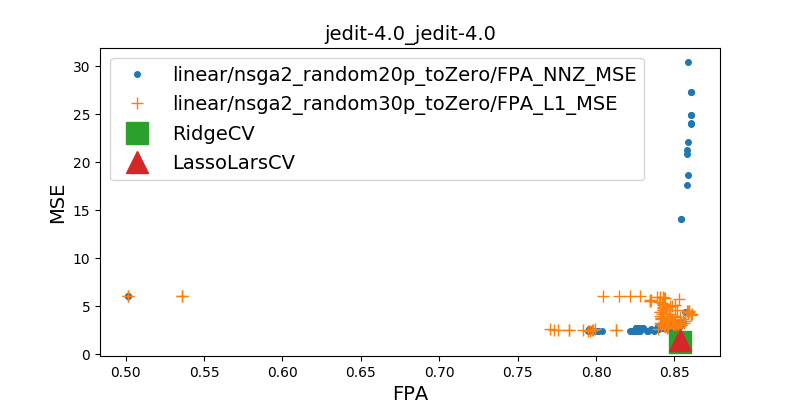 jedit-4.0_jedit-4.0
linear/nsga2_random20p_toZero/FPA_NNZ_MSE
linear/nsga2_random30p_toZero/FPA_L1_MSE
RidgeCV
LassoLarsCV
MSE
30
25
20
15
10
5
0
0.50 0.55 0.60 0.65 0.70 0.75 0.80 0.85
FPA